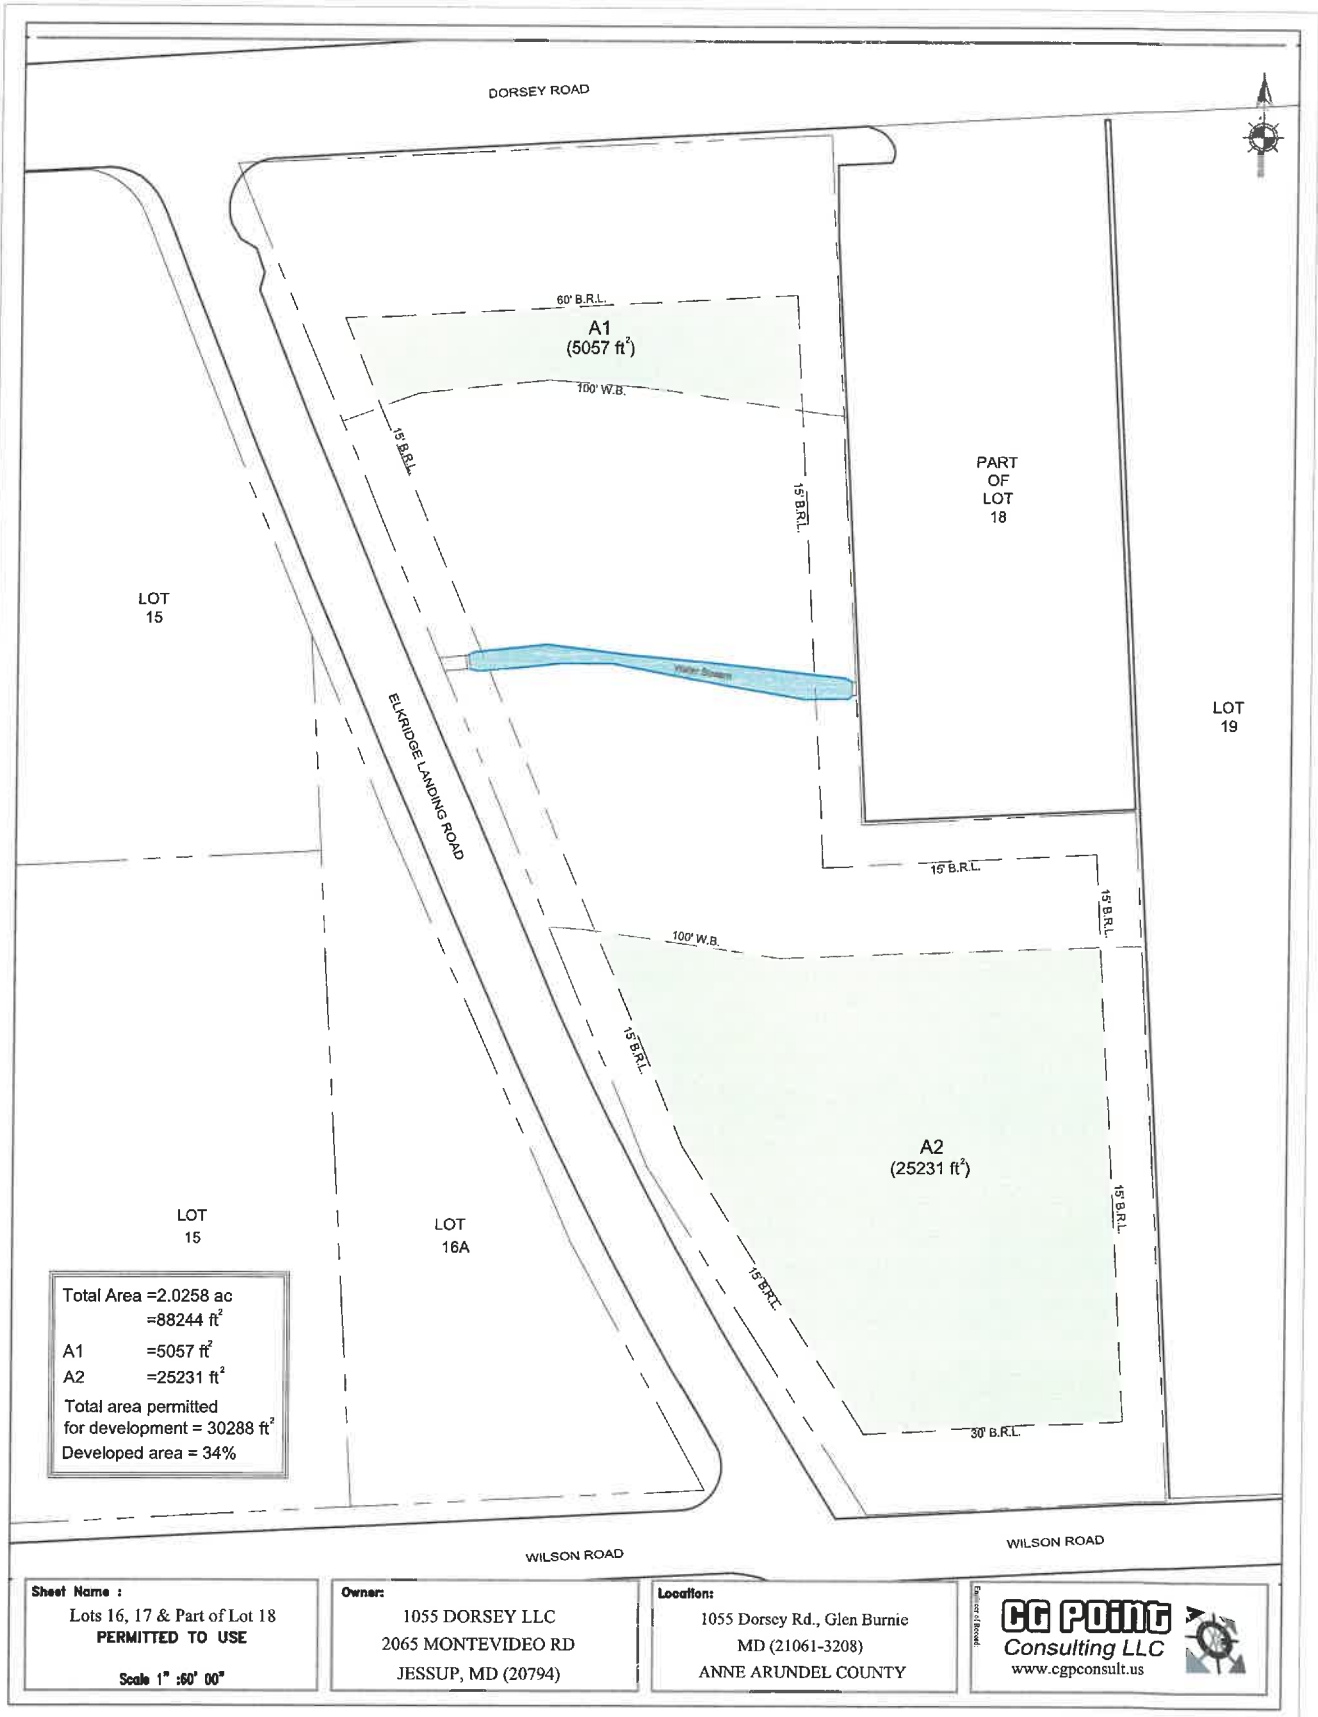 DORSEY ROAD
60' B.R.L.
A1
(5057 ft²)
100' W.B.
15' B.R.L.
15' B.R.L.
PART
OF
LOT
18
LOT
15
Water Stream
ELKRIDGE LANDING ROAD
LOT
19
15' B.R.L.
15' B.R.L.
100' W.B.
15' B.R.L.
A2
(25231 ft²)
15' B.R.L.
LOT
15
LOT
16A
15' B.R.L.
Total Area =2.0258 ac
=88244 ft²
A1 =5057 ft²
A2 =25231 ft²
Total area permitted
for development = 30288 ft²
Developed area = 34%
30' B.R.L.
WILSON ROAD
WILSON ROAD
Sheet Name :
Lots 16, 17 & Part of Lot 18
PERMITTED TO USE
Scale 1" :60' 00"
Owner:
1055 DORSEY LLC
2065 MONTEVIDEO RD
JESSUP, MD (20794)
Location:
1055 Dorsey Rd., Glen Burnie
MD (21061-3208)
ANNE ARUNDEL COUNTY
Engineer of Record:
CG POINT
Consulting LLC
www.cgpconsult.us